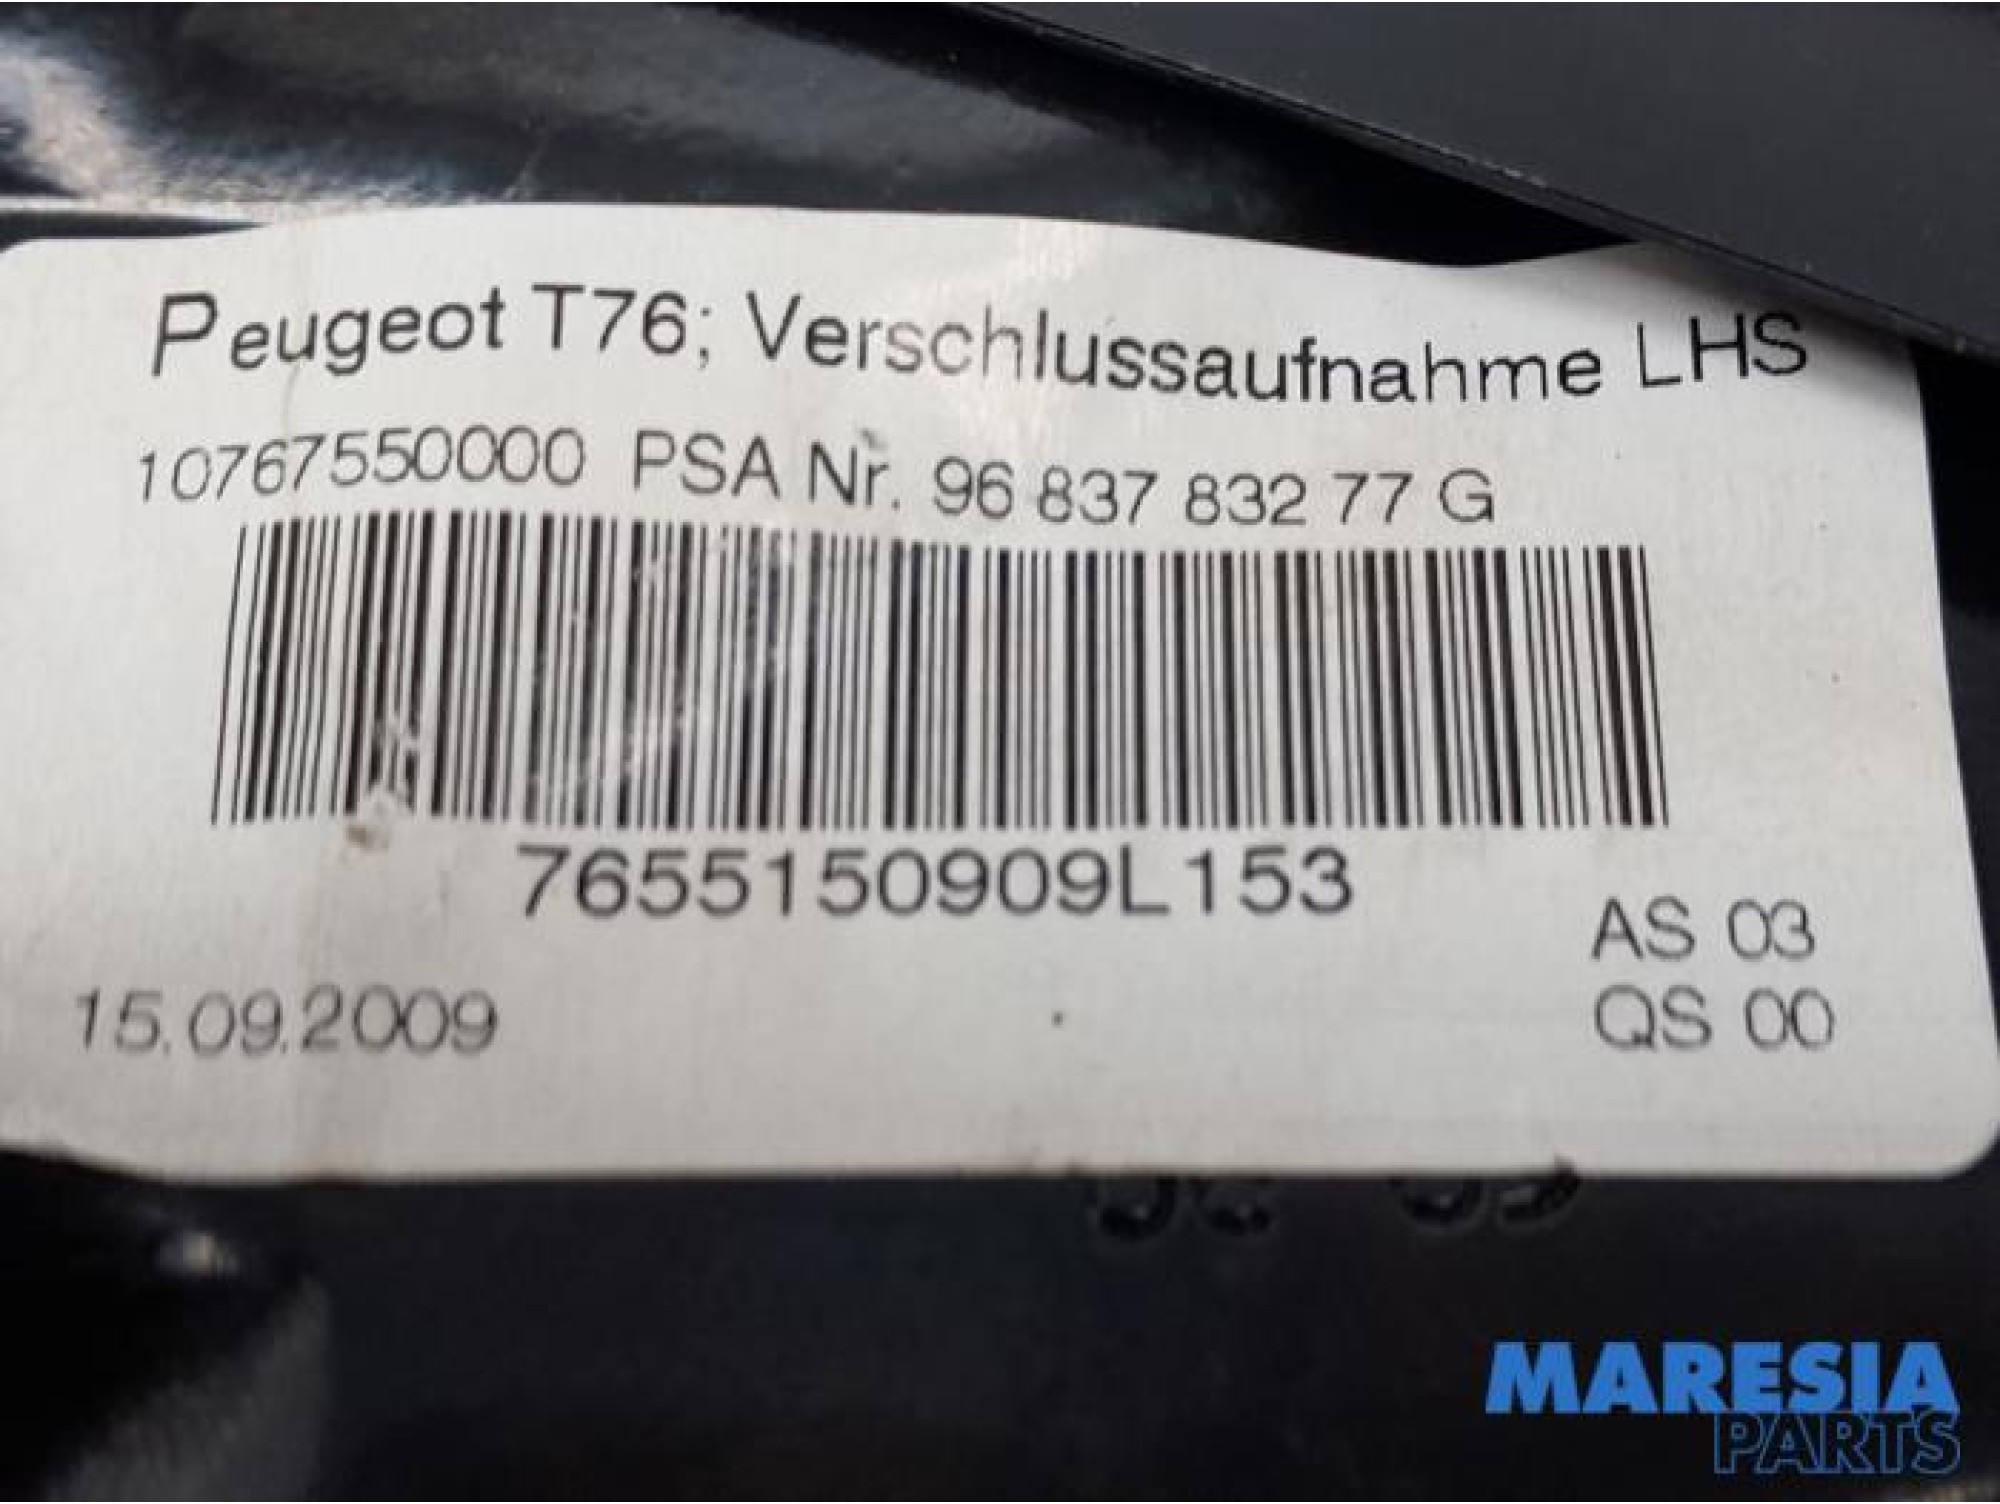 Peugeot T76; Verschlussaufnahme LHS
10767550000 PSA Nr. 96 837 832 77 G
7655150909L153
AS 03
15.09.2009
QS 00
MARESIA
PARTS